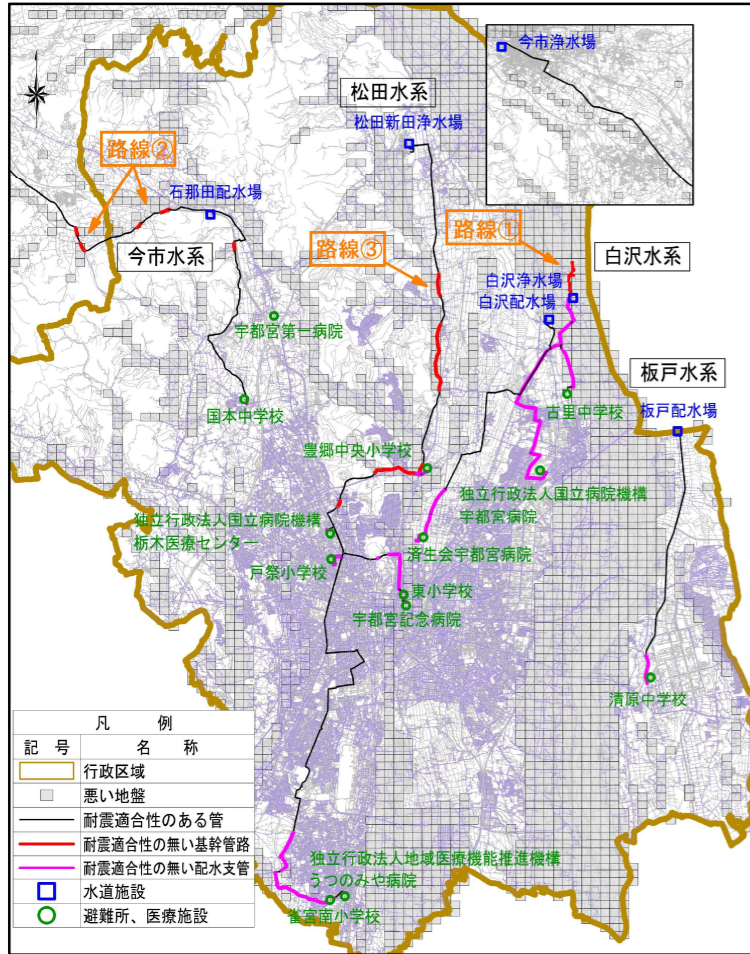 今市浄水場
松田水系
松田新田浄水場
路線②
石那田配水場
今市水系
路線③
路線①
白沢水系
白沢浄水場
白沢配水場
宇都宮第一病院
板戸水系
国本中学校
古里中学校
板戸配水場
豊郷中央小学校
独立行政法人国立病院機構
宇都宮病院
独立行政法人国立病院機構
栃木医療センター
済生会宇都宮病院
戸祭小学校
東小学校
宇都宮記念病院
清原中学校
凡 例
記 号 名 称
行政区域
悪い地盤
耐震適合性のある管
耐震適合性の無い基幹管路
耐震適合性の無い配水支管
水道施設
避難所、医療施設
独立行政法人地域医療機能推進機構
うつのみや病院
雀宮南小学校